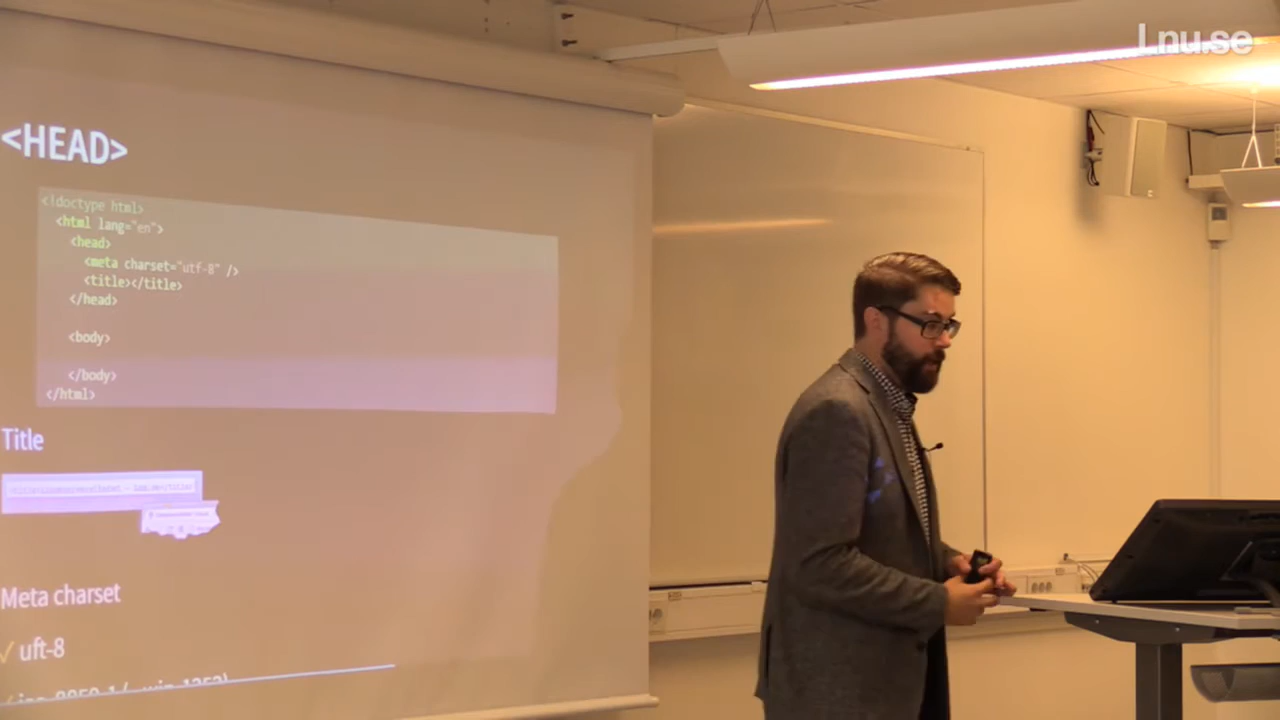 Lnu.se
<HEAD>
<!doctype html>
<html lang="en">
<head>
<meta charset="utf-8" />
<title></title>
</head>
<body>
</body>
</html>
Title
Meta charset
✓ uft-8